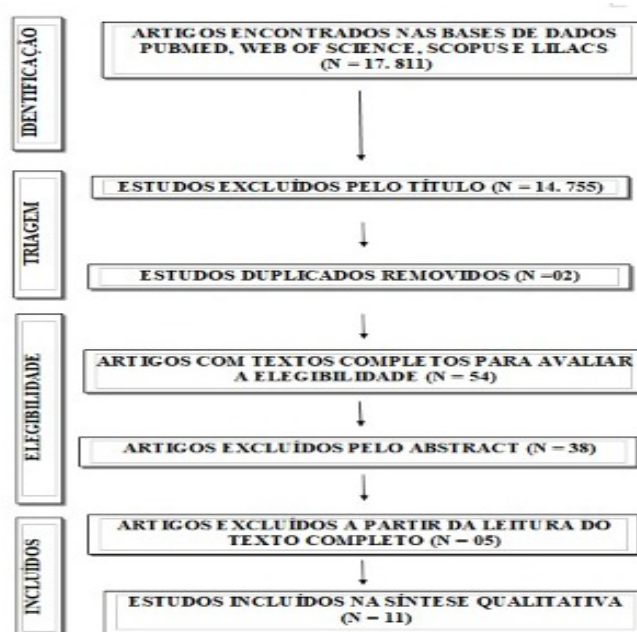 IDENTIFICAÇÃO
ARTIGOS ENCONTRADOS NAS BASES DE DADOS
PUBMED, WEB OF SCIENCE, SCOPUS E LILACS
(N – 17. 811)
TRIAGEM
ESTUDOS EXCLUÍDOS PELO TÍTULO (N – 14. 755)
ESTUDOS DUPLICADOS REMOVIDOS (N –02)
ELEGIBILIDADE
ARTIGOS COM TEXTOS COMPLETOS PARA AVALIAR
A ELEGIBILIDADE (N – 54)
ARTIGOS EXCLUÍDOS PELO ABSTRACT (N – 38)
INCLUÍDOS
ARTIGOS EXCLUÍDOS A PARTIR DA LEITURA DO
TEXTO COMPLETO (N – 05)
ESTUDOS INCLUÍDOS NA SÍNTESE QUALITATIVA
(N – 11)